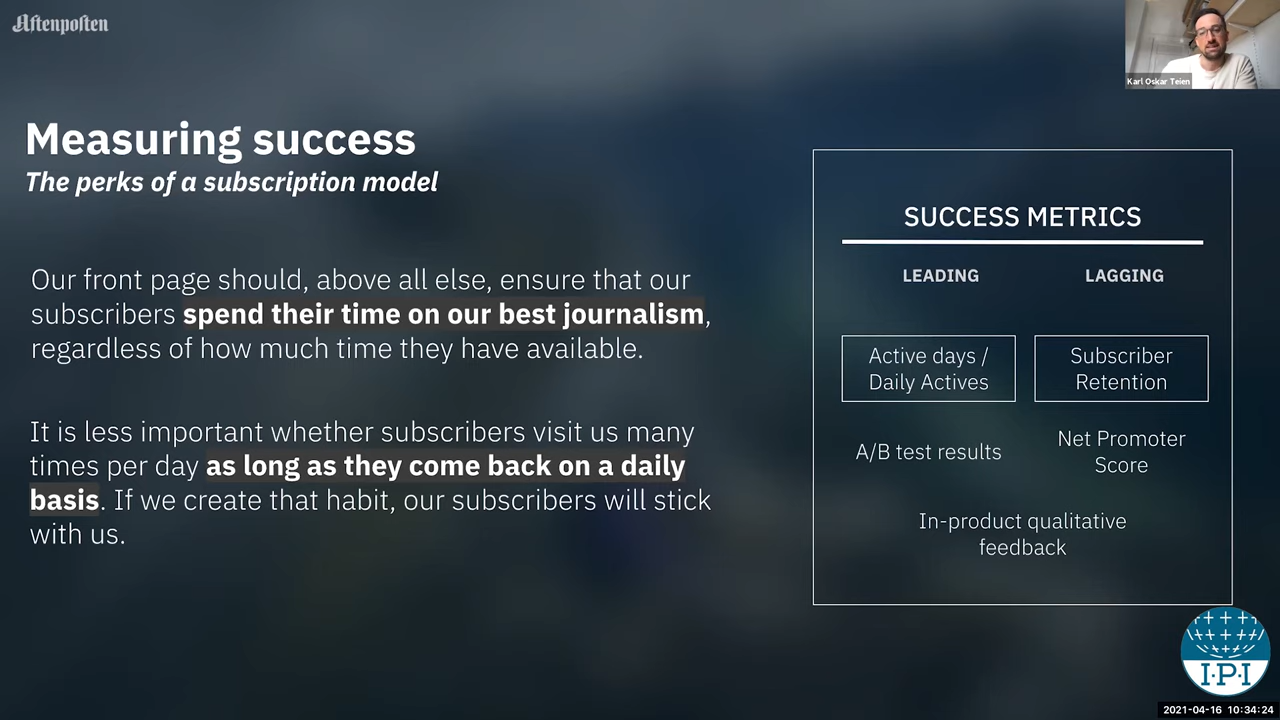 Aftenposten
Karl Oskar Teien
Measuring success
The perks of a subscription model
Our front page should, above all else, ensure that our
subscribers spend their time on our best journalism,
regardless of how much time they have available.
It is less important whether subscribers visit us many
times per day as long as they come back on a daily
basis. If we create that habit, our subscribers will stick
with us.
SUCCESS METRICS
LEADING
LAGGING
Active days /
Daily Actives
Subscriber
Retention
A/B test results
Net Promoter
Score
In-product qualitative
feedback
I·P·I
2021-04-16 10:34:24